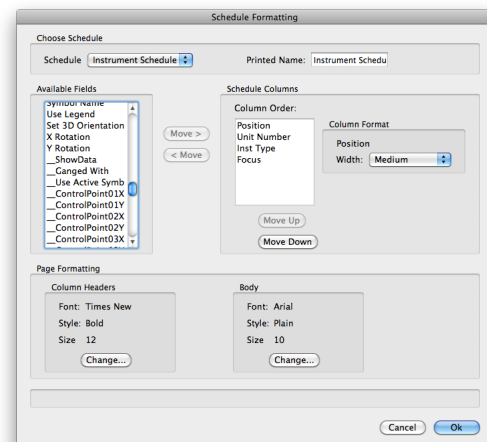 Schedule Formatting
Choose Schedule
Schedule Instrument Schedule Printed Name: Instrument Schedu
Available Fields
Symbol Name
Use Legend
Set 3D Orientation
X Rotation
Y Rotation
__ShowData
__Ganged With
__Use Active Symb
__ControlPoint01X
__ControlPoint01Y
__ControlPoint02X
__ControlPoint02Y
__ControlPoint03X
Move >
< Move
Schedule Columns
Column Order:
Position
Unit Number
Inst Type
Focus
Column Format
Position
Width: Medium
Move Up
Move Down
Page Formatting
Column Headers
Font: Times New
Style: Bold
Size 12
Change...
Body
Font: Arial
Style: Plain
Size 10
Change...
Cancel Ok